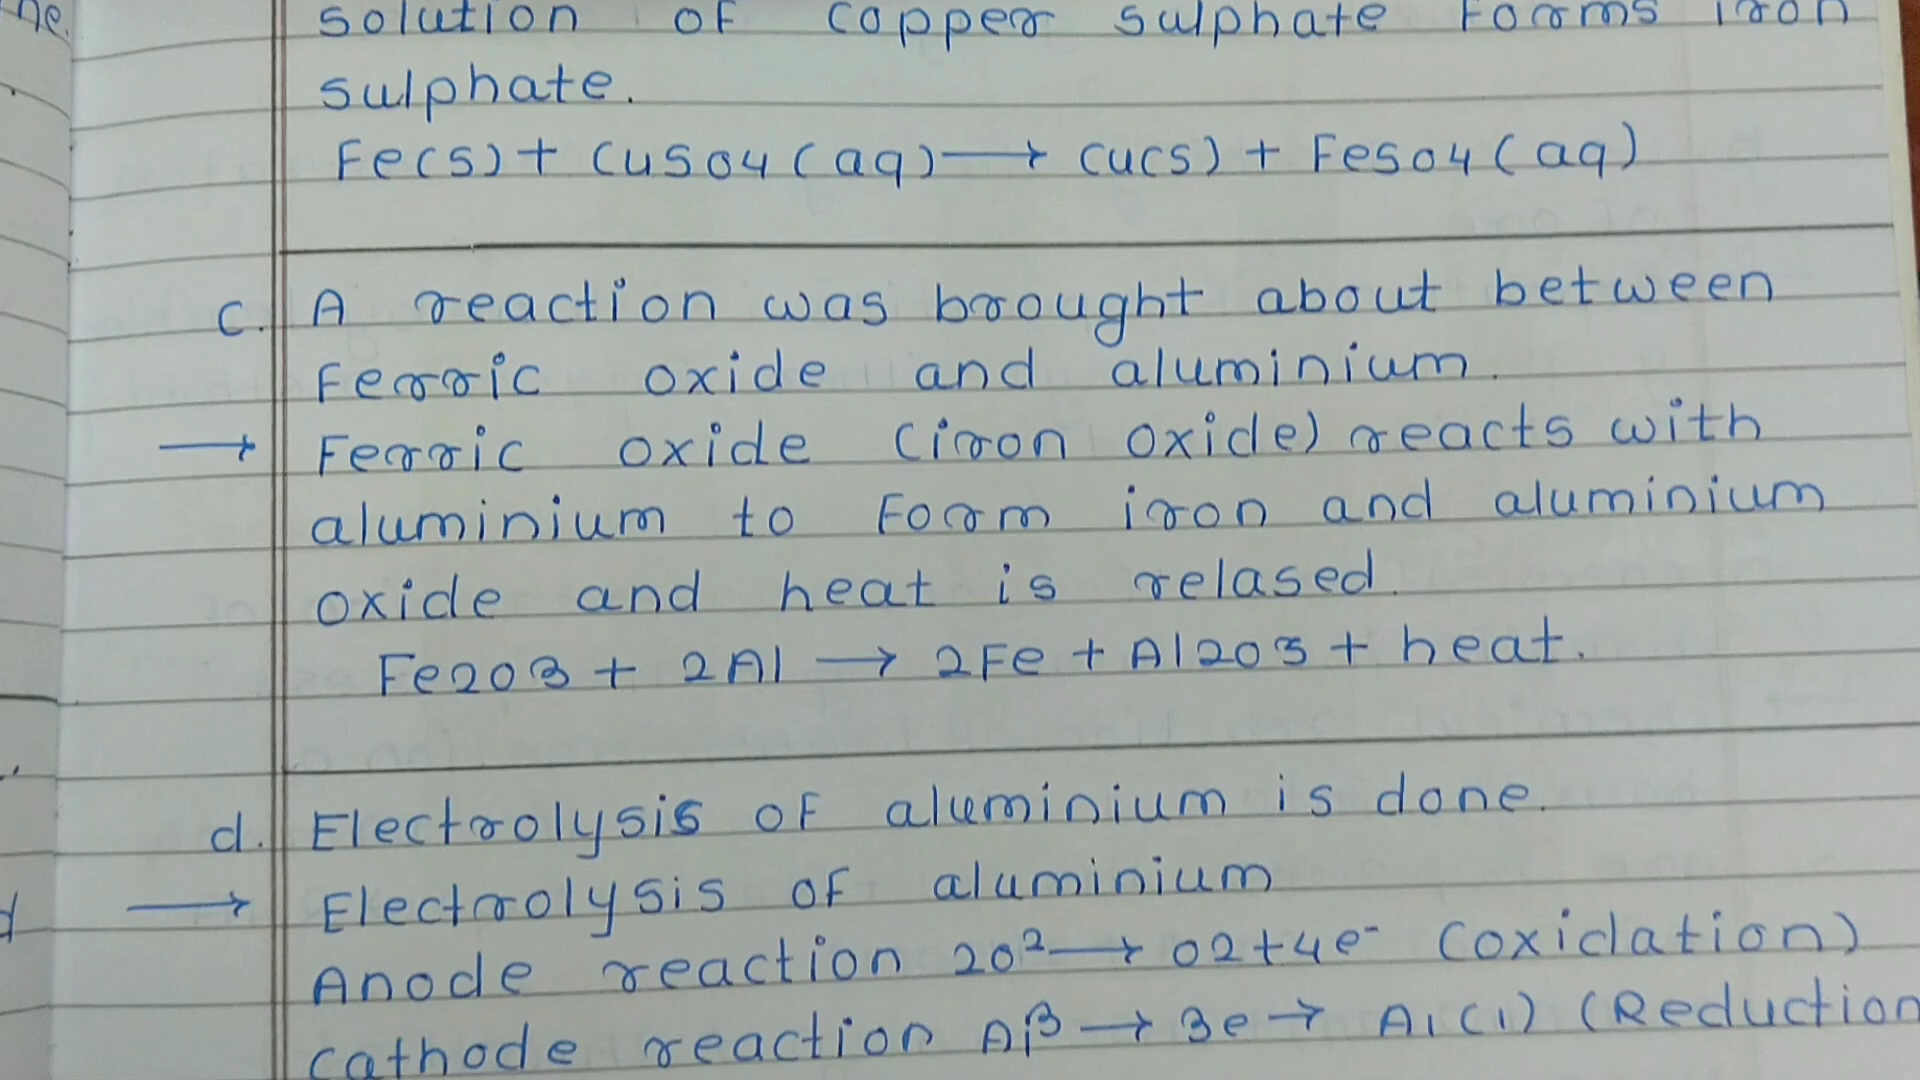 solution of copper sulphate Forms iron
sulphate.
Fe(s) + CuSO4 (aq) → Cu(s) + FeSO4 (aq)
c. A reaction was brought about between
Ferric oxide and aluminium.
→ Ferric oxide (iron oxide) reacts with
aluminium to Form iron and aluminium
oxide and heat is relased.
Fe2O3 + 2Al → 2Fe + Al2O3 + heat.
d. Electrolysis of aluminium is done.
→ Electrolysis of aluminium
Anode reaction 2O² → O2 + 4e⁻ (oxidation)
cathode reaction Al³ → 3e → Al(l) (Reduction